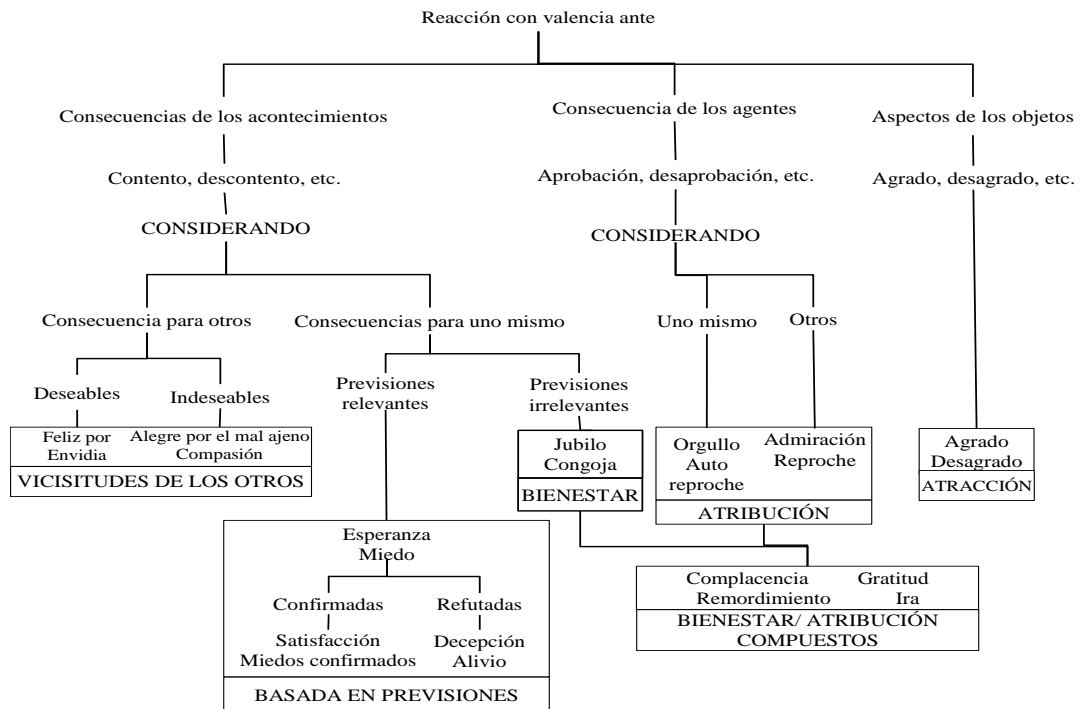 Reacción con valencia ante
Consecuencias de los acontecimientos
Consecuencia de los agentes
Aspectos de los objetos
Contento, descontento, etc.
Aprobación, desaprobación, etc.
Agrado, desagrado, etc.
CONSIDERANDO
CONSIDERANDO
Consecuencia para otros
Consecuencias para uno mismo
Uno mismo
Otros
Deseables
Indeseables
Previsiones
relevantes
Previsiones
irrelevantes
Feliz por
Envidia
Alegre por el mal ajeno
Compasión
VICISITUDES DE LOS OTROS
Jubilo
Congoja
BIENESTAR
Orgullo
Auto
reproche
Admiración
Reproche
ATRIBUCIÓN
Agrado
Desagrado
ATRACCIÓN
Esperanza
Miedo
Confirmadas
Refutadas
Satisfacción
Miedos confirmados
Decepción
Alivio
BASADA EN PREVISIONES
Complacencia
Remordimiento
Gratitud
Ira
BIENESTAR/ ATRIBUCIÓN
COMPUESTOS